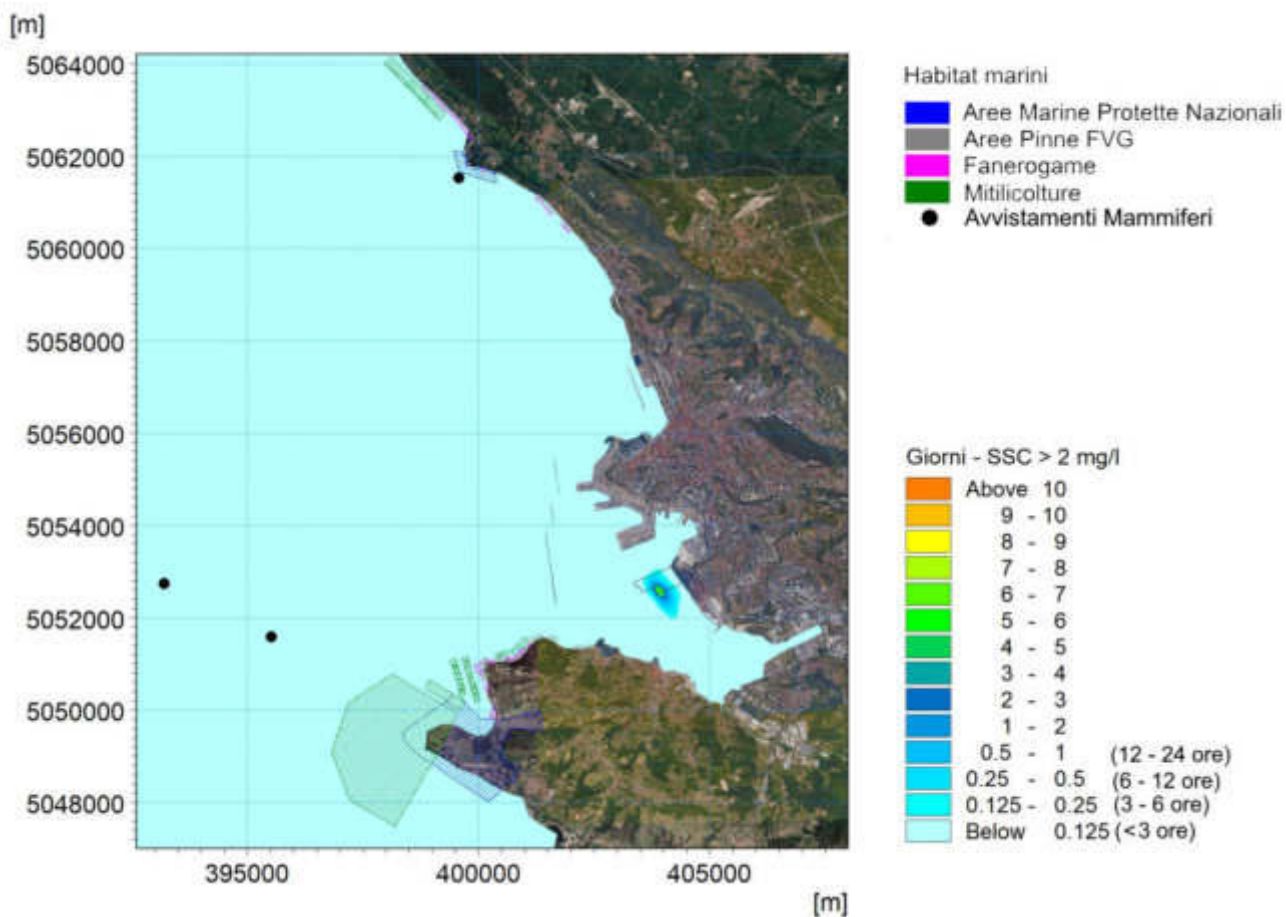 [m]
5064000
5062000
5060000
5058000
5056000
5054000
5052000
5050000
5048000
395000
400000
405000
[m]
Habitat marini
Aree Marine Protette Nazionali
Aree Pinne FVG
Fanerogame
Mitilicolture
Avvistamenti Mammiferi
Giorni - SSC > 2 mg/l
Above 10
9 - 10
8 - 9
7 - 8
6 - 7
5 - 6
4 - 5
3 - 4
2 - 3
1 - 2
0.5 - 1 (12 - 24 ore)
0.25 - 0.5 (6 - 12 ore)
0.125 - 0.25 (3 - 6 ore)
Below 0.125 (<3 ore)